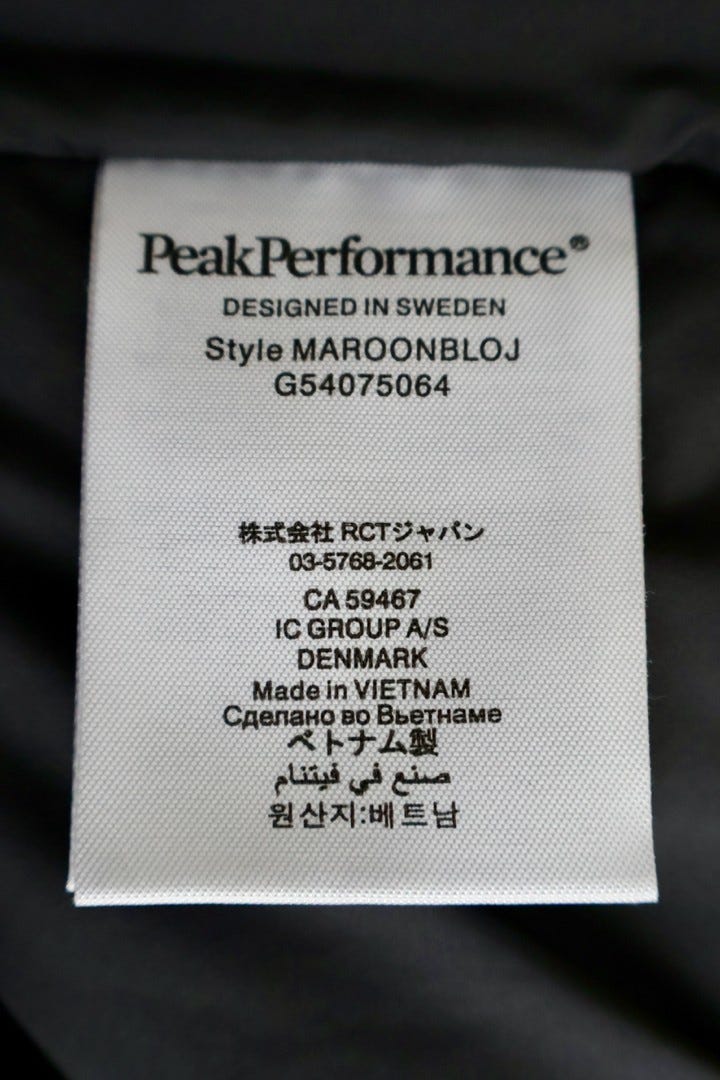 PeakPerformance®
DESIGNED IN SWEDEN
Style MAROONBLOJ
G54075064
株式会社 RCTジャパン
03-5768-2061
CA 59467
IC GROUP A/S
DENMARK
Made in VIETNAM
Сделано во Вьетнаме
ベトナム製
صنع في فيتنام
원산지:베트남